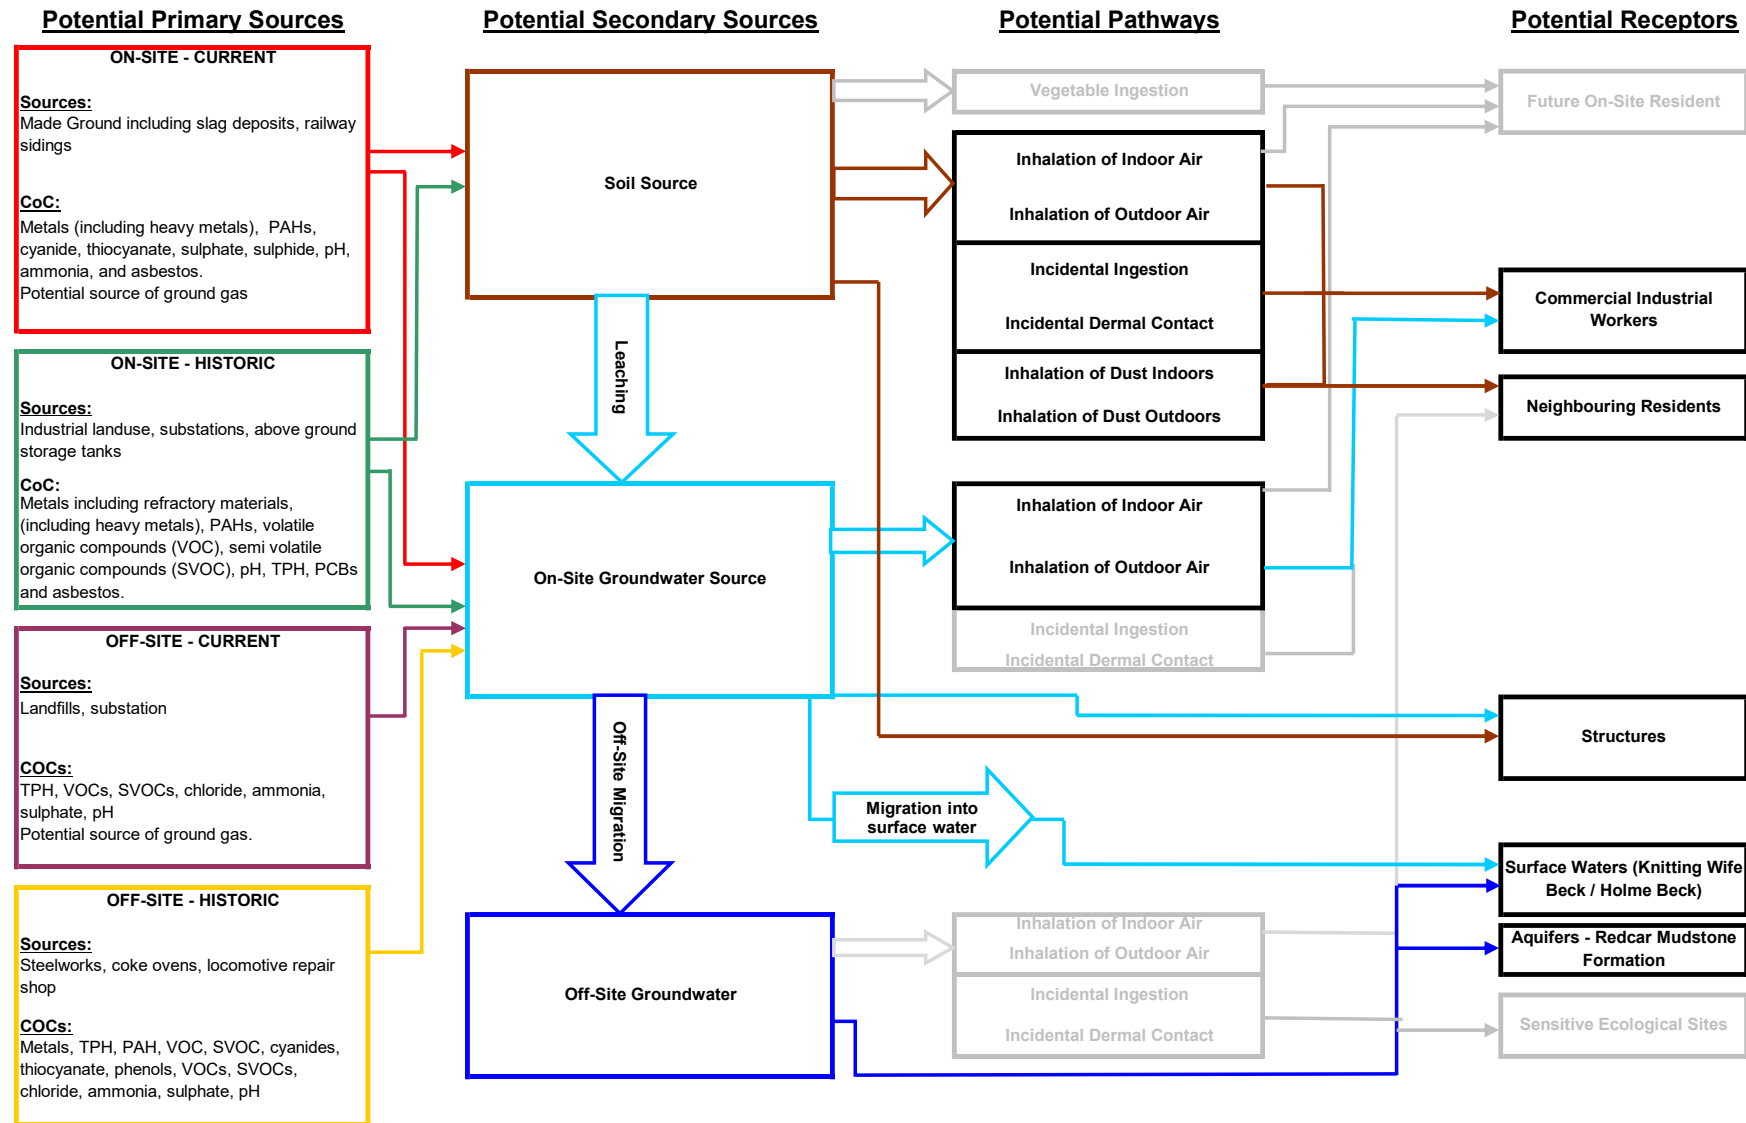 Potential Primary Sources
ON-SITE - CURRENT
Sources:
Made Ground including slag deposits, railway
sidings
CoC:
Metals (including heavy metals),  PAHs,
cyanide, thiocyanate, sulphate, sulphide, pH,
ammonia, and asbestos.
Potential source of ground gas
ON-SITE - HISTORIC
Sources:
Industrial landuse, substations, above ground
storage tanks
CoC:
Metals including refractory materials,
(including heavy metals), PAHs, volatile
organic compounds (VOC), semi volatile
organic compounds (SVOC), pH, TPH, PCBs
and asbestos.
OFF-SITE - CURRENT
Sources:
Landfills, substation
COCs:
TPH, VOCs, SVOCs, chloride, ammonia,
sulphate, pH
Potential source of ground gas.
OFF-SITE - HISTORIC
Sources:
Steelworks, coke ovens, locomotive repair
shop
COCs:
Metals, TPH, PAH, VOC, SVOC, cyanides,
thiocyanate, phenols, VOCs, SVOCs,
chloride, ammonia, sulphate, pH
Potential Secondary Sources
Soil Source
Leaching
On-Site Groundwater Source
Off-Site Migration
Off-Site Groundwater
Potential Pathways
Vegetable Ingestion
Inhalation of Indoor Air
Inhalation of Outdoor Air
Incidental Ingestion
Incidental Dermal Contact
Inhalation of Dust Indoors
Inhalation of Dust Outdoors
Inhalation of Indoor Air
Inhalation of Outdoor Air
Incidental Ingestion
Incidental Dermal Contact
Migration into
surface water
Inhalation of Indoor Air
Inhalation of Outdoor Air
Incidental Ingestion
Incidental Dermal Contact
Potential Receptors
Future On-Site Resident
Commercial Industrial
Workers
Neighbouring Residents
Structures
Surface Waters (Knitting Wife
Beck / Holme Beck)
Aquifers - Redcar Mudstone
Formation
Sensitive Ecological Sites